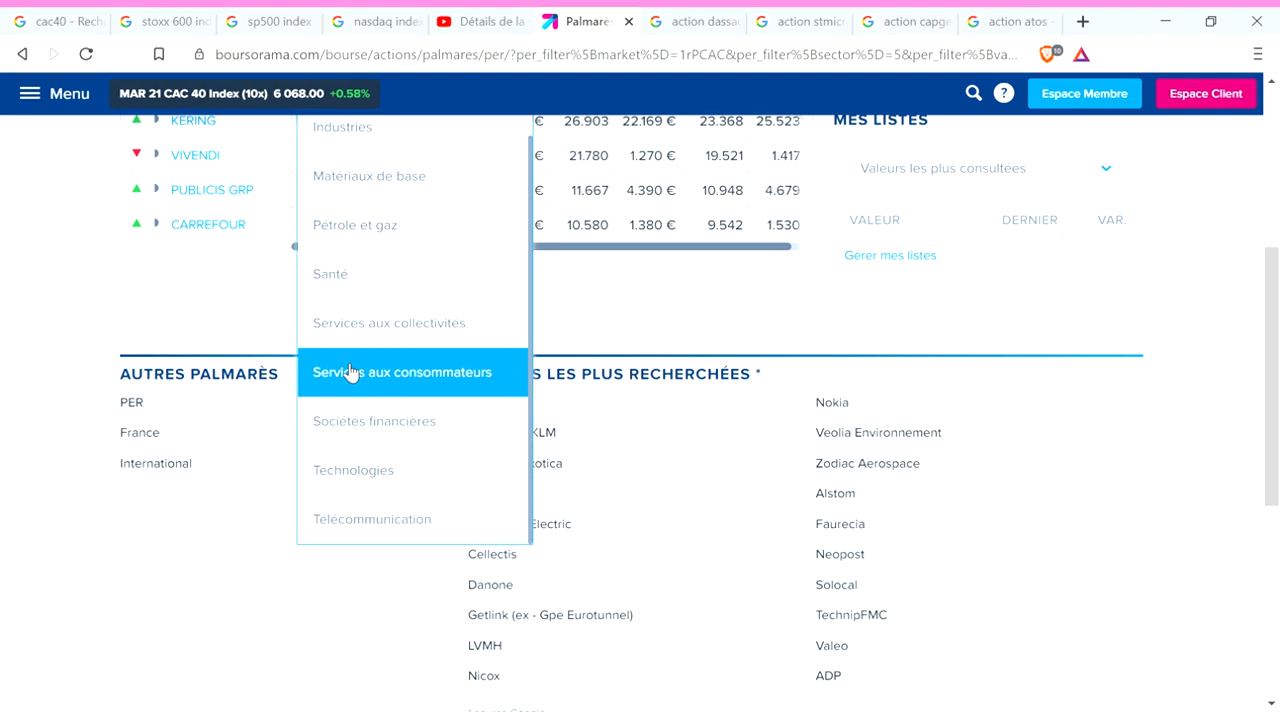 cac40 - Rech
stoxx 600 ind
sp500 index
nasdaq index
Détails de la
Palmarès
action dassau
action stmicr
action capge
action atos -
boursorama.com/bourse/actions/palmares/per/?per_filter%5Bmarket%5D=1rPCAC&per_filter%5Bsector%5D=5&per_filter%5Bva...
10
Menu
MAR 21 CAC 40 Index (10x) 6 068.00 +0.58%
?
Espace Membre
Espace Client
KERING € 26.903 22.169 € 23.368 25.523
VIVENDI € 21.780 1.270 € 19.521 1.417
PUBLICIS GRP € 11.667 4.390 € 10.948 4.679
CARREFOUR € 10.580 1.380 € 9.542 1.530
Industries
Matériaux de base
Pétrole et gaz
Santé
Services aux collectivités
Services aux consommateurs
Sociétés financières
Technologies
Télécommunication
MES LISTES
Valeurs les plus consultées
VALEUR DERNIER VAR.
Gérer mes listes
AUTRES PALMARÈS
PER
France
International
S LES PLUS RECHERCHÉES *
KLM
Electric
Cellectis
Danone
Getlink (ex - Gpe Eurotunnel)
LVMH
Nicox
Nokia
Veolia Environnement
Zodiac Aerospace
Alstom
Faurecia
Neopost
Solocal
TechnipFMC
Valeo
ADP